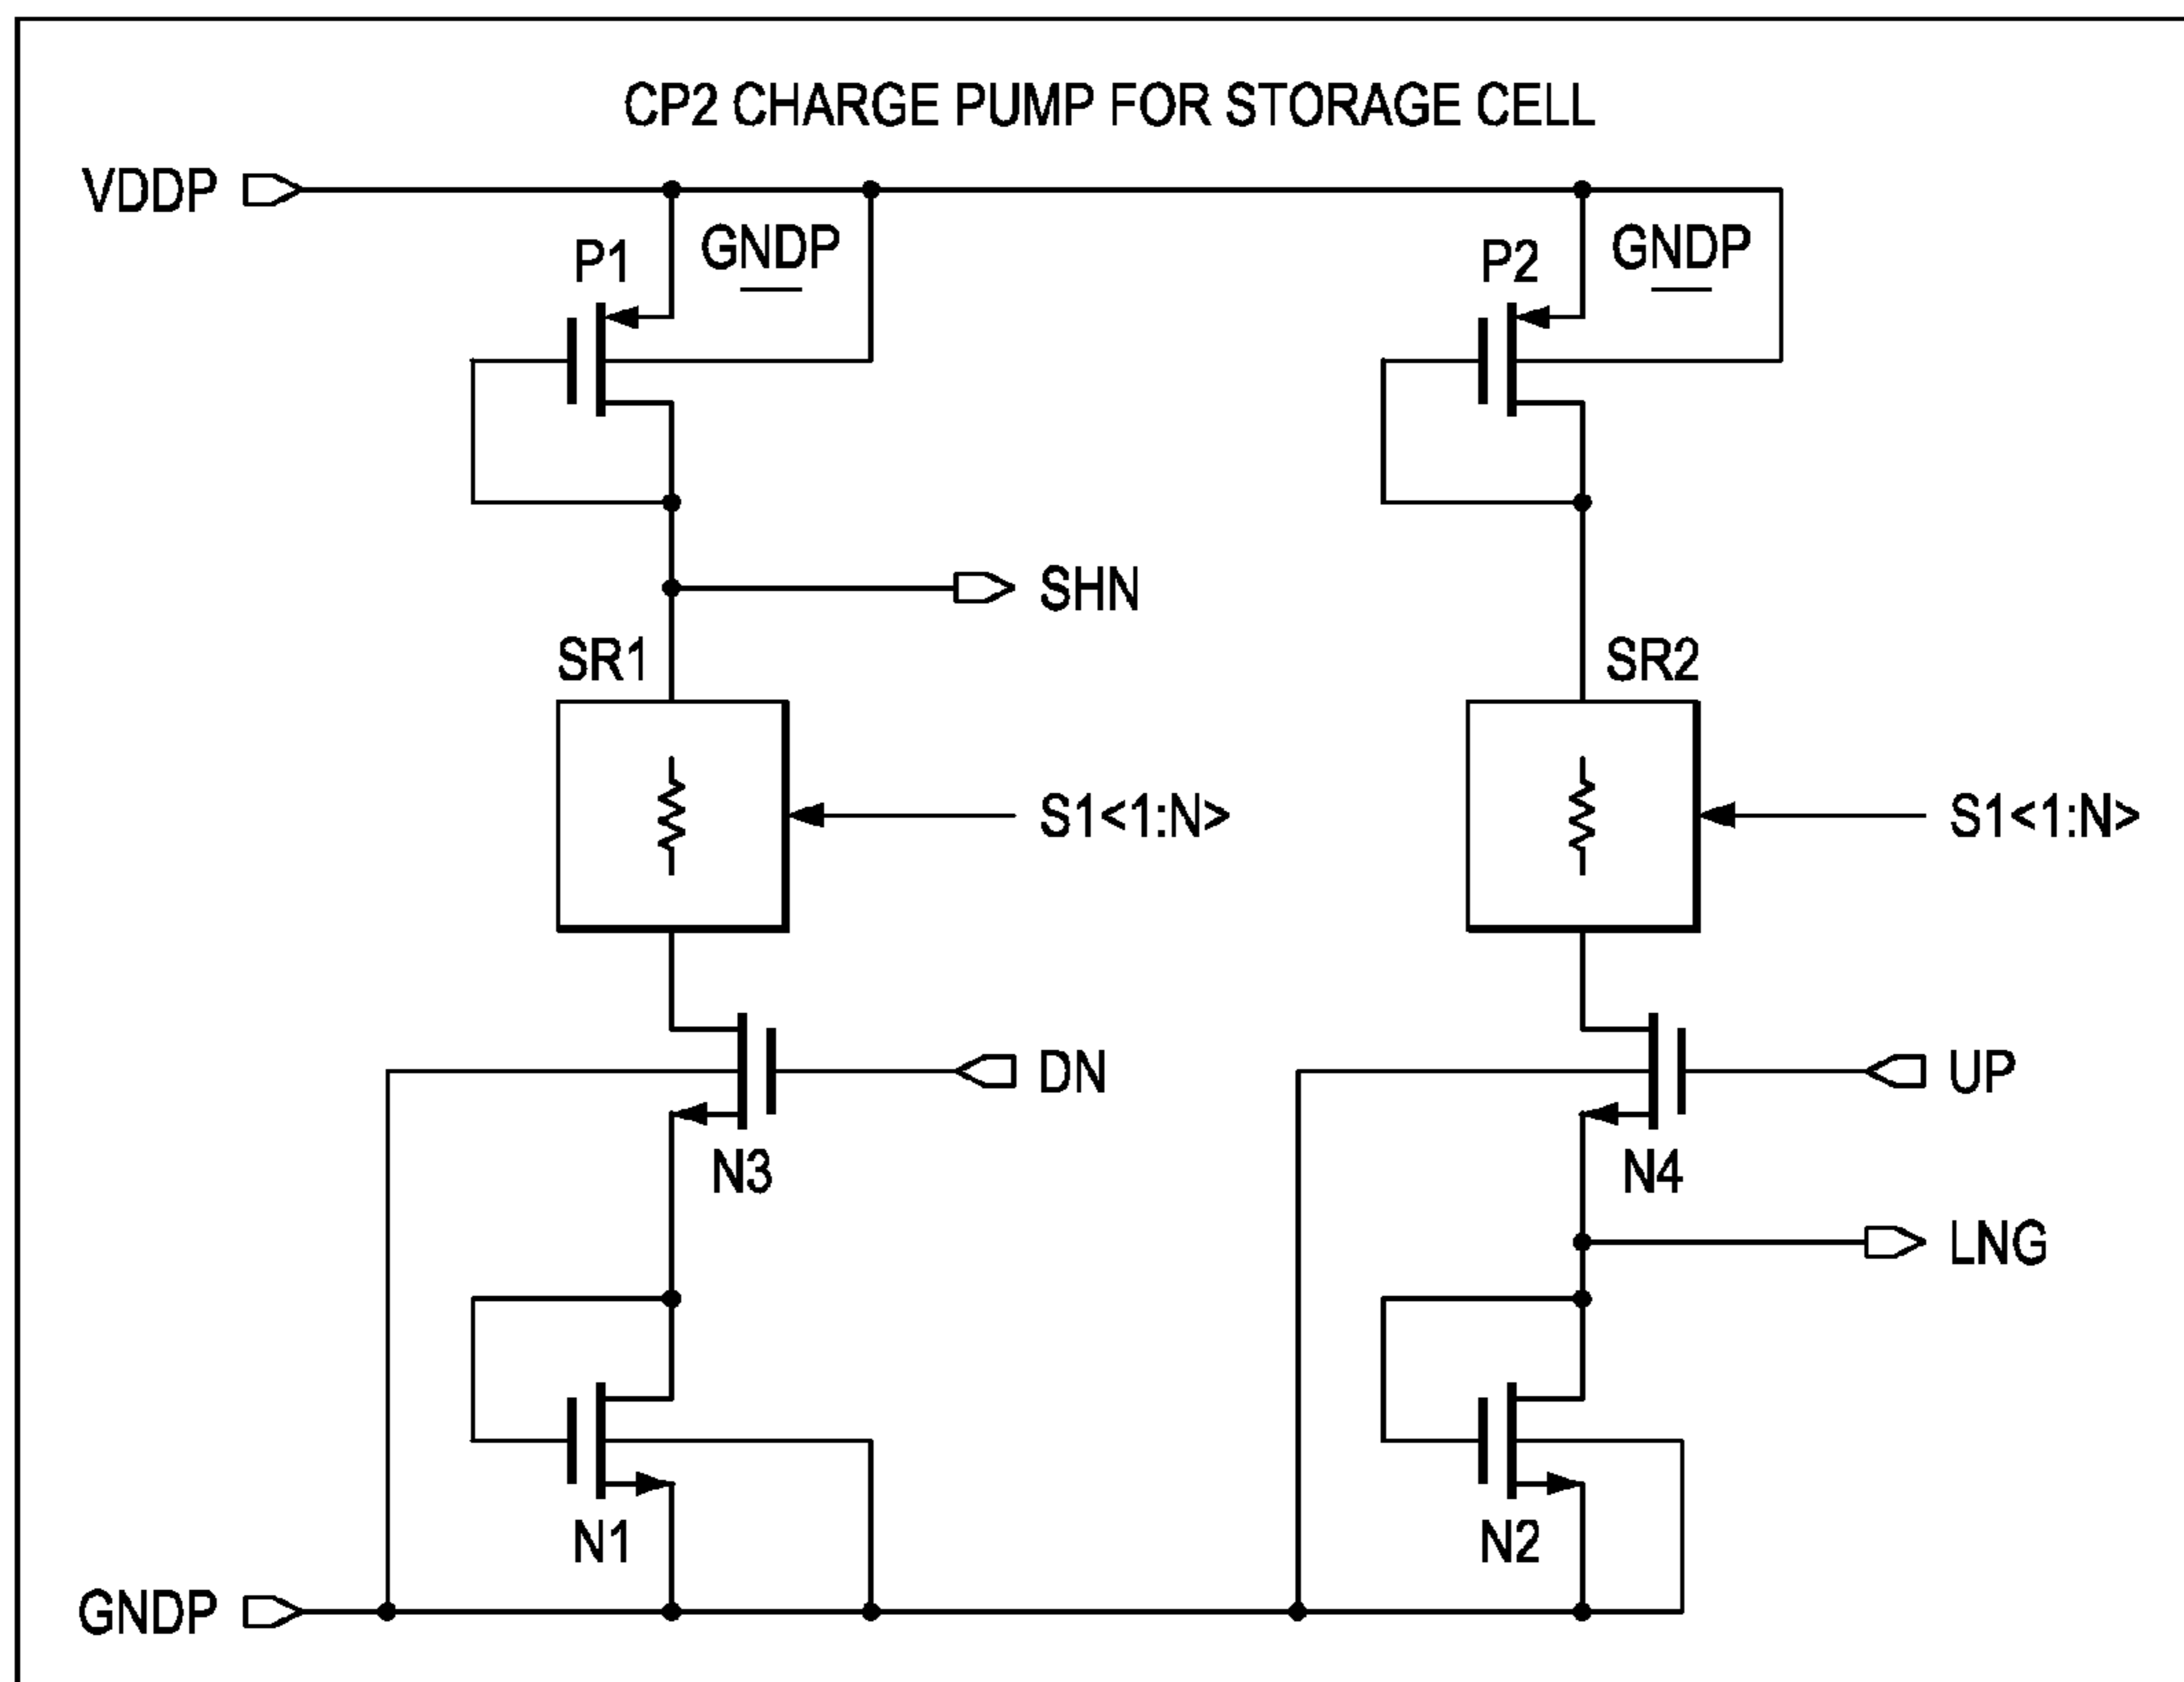 CP2 CHARGE PUMP FOR STORAGE CELL
VDDP
P1
GNDP
P2
GNDP
SHN
SR1
SR2
S1<1:N>
S1<1:N>
DN
UP
N3
N4
LNG
N1
N2
GNDP